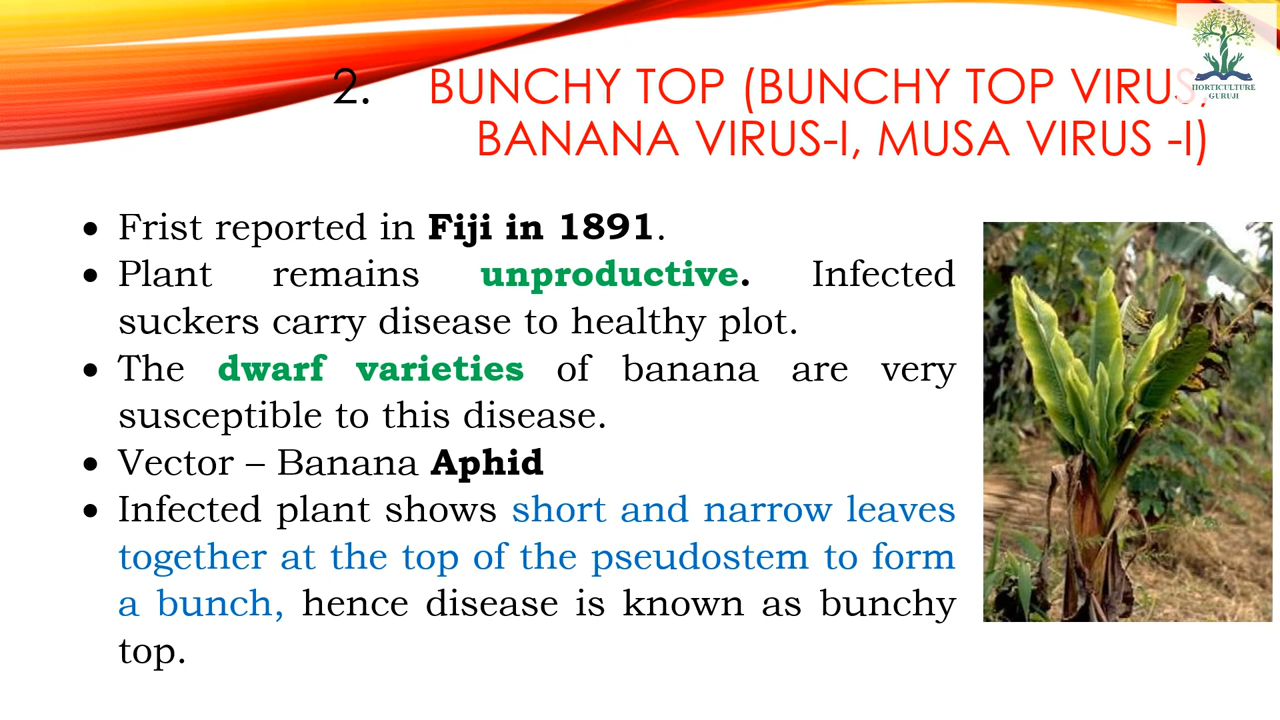 2. BUNCHY TOP (BUNCHY TOP VIRUS,
BANANA VIRUS-I, MUSA VIRUS -I)
HORTICULTURE
GURUJI
• Frist reported in Fiji in 1891.
• Plant remains unproductive. Infected
suckers carry disease to healthy plot.
• The dwarf varieties of banana are very
susceptible to this disease.
• Vector – Banana Aphid
• Infected plant shows short and narrow leaves
together at the top of the pseudostem to form
a bunch, hence disease is known as bunchy
top.